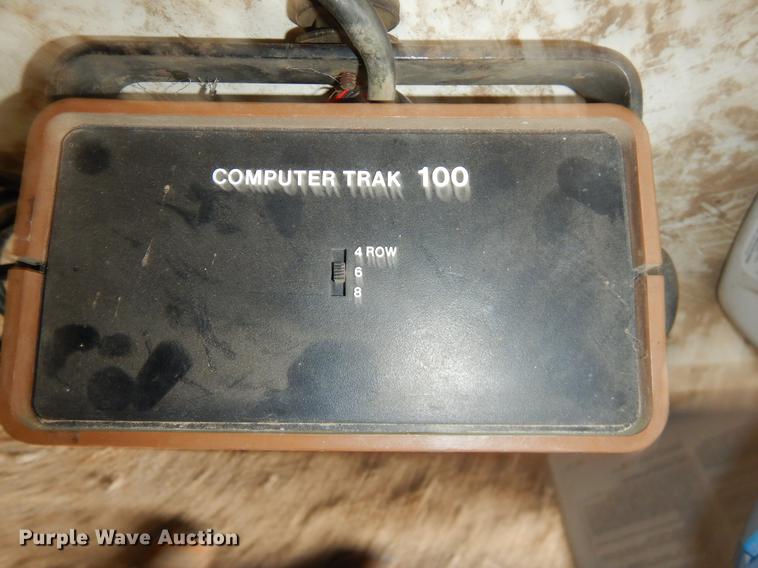 COMPUTER TRAK 100
4 ROW
6
8
Purple Wave Auction